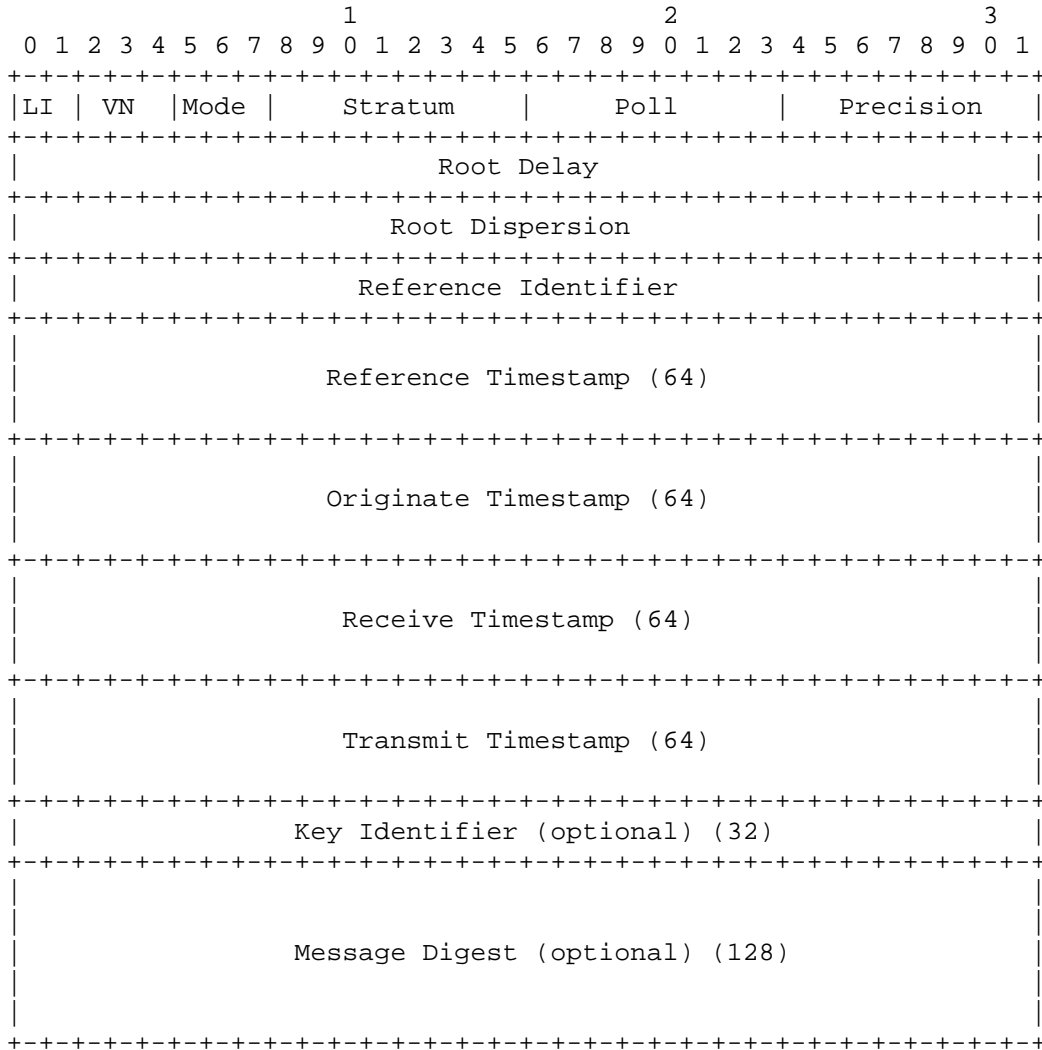 1                   2                   3
 0 1 2 3 4 5 6 7 8 9 0 1 2 3 4 5 6 7 8 9 0 1 2 3 4 5 6 7 8 9 0 1
+-+-+-+-+-+-+-+-+-+-+-+-+-+-+-+-+-+-+-+-+-+-+-+-+-+-+-+-+-+-+-+-+
|LI | VN  |Mode |    Stratum    |     Poll      |   Precision   |
+-+-+-+-+-+-+-+-+-+-+-+-+-+-+-+-+-+-+-+-+-+-+-+-+-+-+-+-+-+-+-+-+
|                          Root Delay                           |
+-+-+-+-+-+-+-+-+-+-+-+-+-+-+-+-+-+-+-+-+-+-+-+-+-+-+-+-+-+-+-+-+
|                       Root Dispersion                         |
+-+-+-+-+-+-+-+-+-+-+-+-+-+-+-+-+-+-+-+-+-+-+-+-+-+-+-+-+-+-+-+-+
|                     Reference Identifier                      |
+-+-+-+-+-+-+-+-+-+-+-+-+-+-+-+-+-+-+-+-+-+-+-+-+-+-+-+-+-+-+-+-+
|                                                               |
|                   Reference Timestamp (64)                    |
|                                                               |
+-+-+-+-+-+-+-+-+-+-+-+-+-+-+-+-+-+-+-+-+-+-+-+-+-+-+-+-+-+-+-+-+
|                                                               |
|                   Originate Timestamp (64)                    |
|                                                               |
+-+-+-+-+-+-+-+-+-+-+-+-+-+-+-+-+-+-+-+-+-+-+-+-+-+-+-+-+-+-+-+-+
|                                                               |
|                    Receive Timestamp (64)                     |
|                                                               |
+-+-+-+-+-+-+-+-+-+-+-+-+-+-+-+-+-+-+-+-+-+-+-+-+-+-+-+-+-+-+-+-+
|                                                               |
|                    Transmit Timestamp (64)                    |
|                                                               |
+-+-+-+-+-+-+-+-+-+-+-+-+-+-+-+-+-+-+-+-+-+-+-+-+-+-+-+-+-+-+-+-+
|                 Key Identifier (optional) (32)                |
+-+-+-+-+-+-+-+-+-+-+-+-+-+-+-+-+-+-+-+-+-+-+-+-+-+-+-+-+-+-+-+-+
|                                                               |
|                                                               |
|                 Message Digest (optional) (128)               |
|                                                               |
|                                                               |
+-+-+-+-+-+-+-+-+-+-+-+-+-+-+-+-+-+-+-+-+-+-+-+-+-+-+-+-+-+-+-+-+